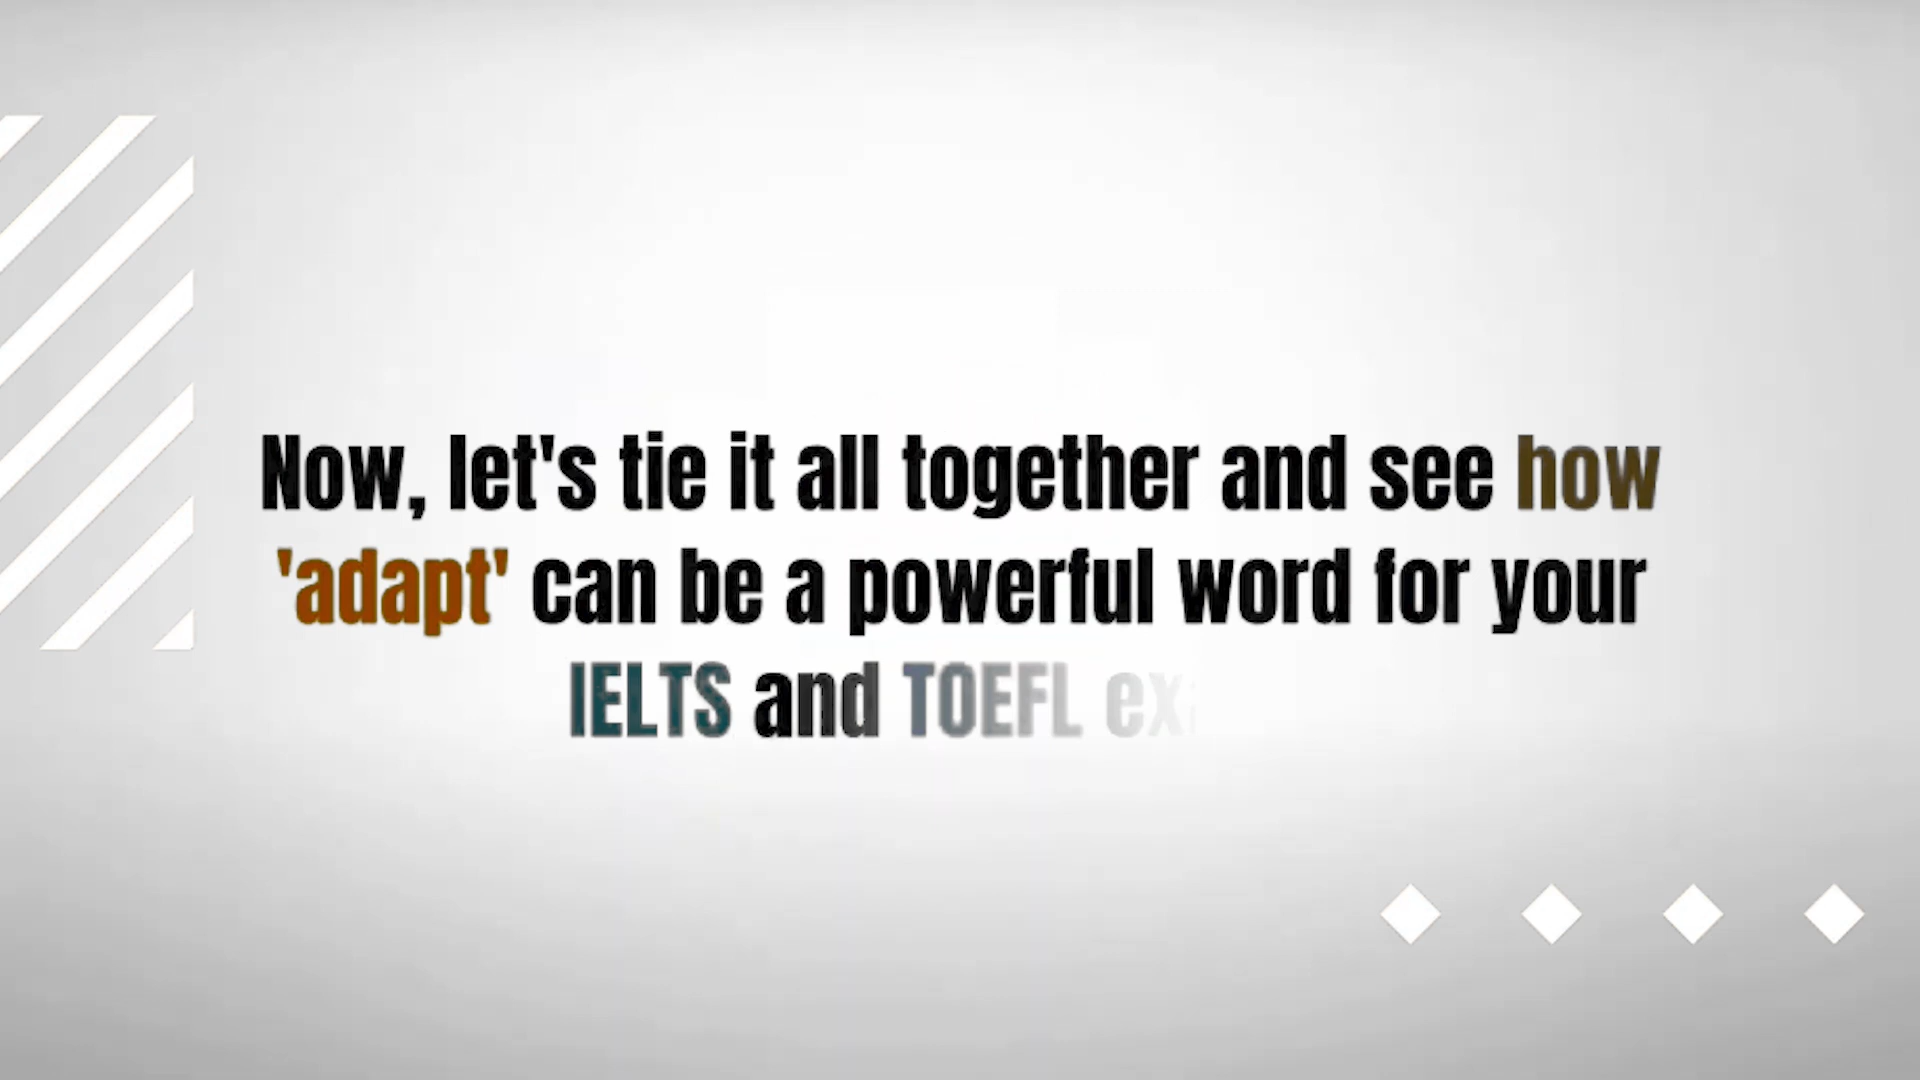 Now, let's tie it all together and see how
'adapt' can be a powerful word for your
IELTS and TOEFL